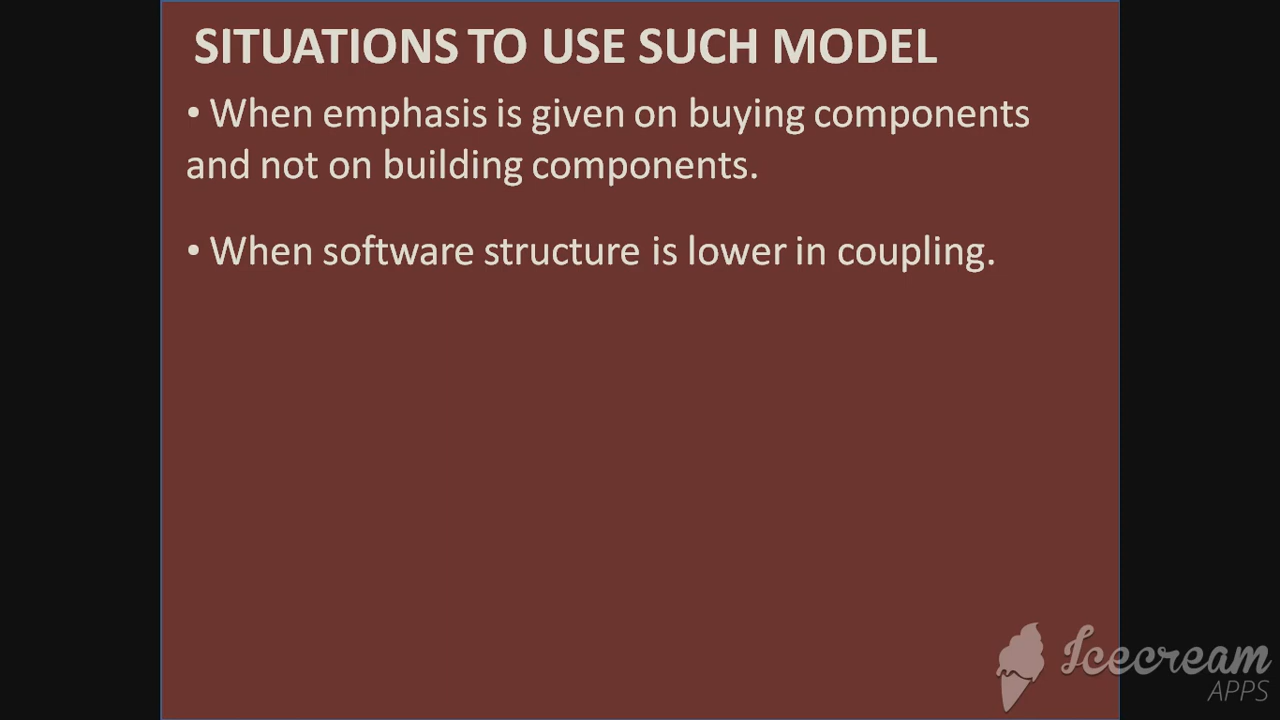 SITUATIONS TO USE SUCH MODEL
• When emphasis is given on buying components
and not on building components.
• When software structure is lower in coupling.
Icecream
APPS